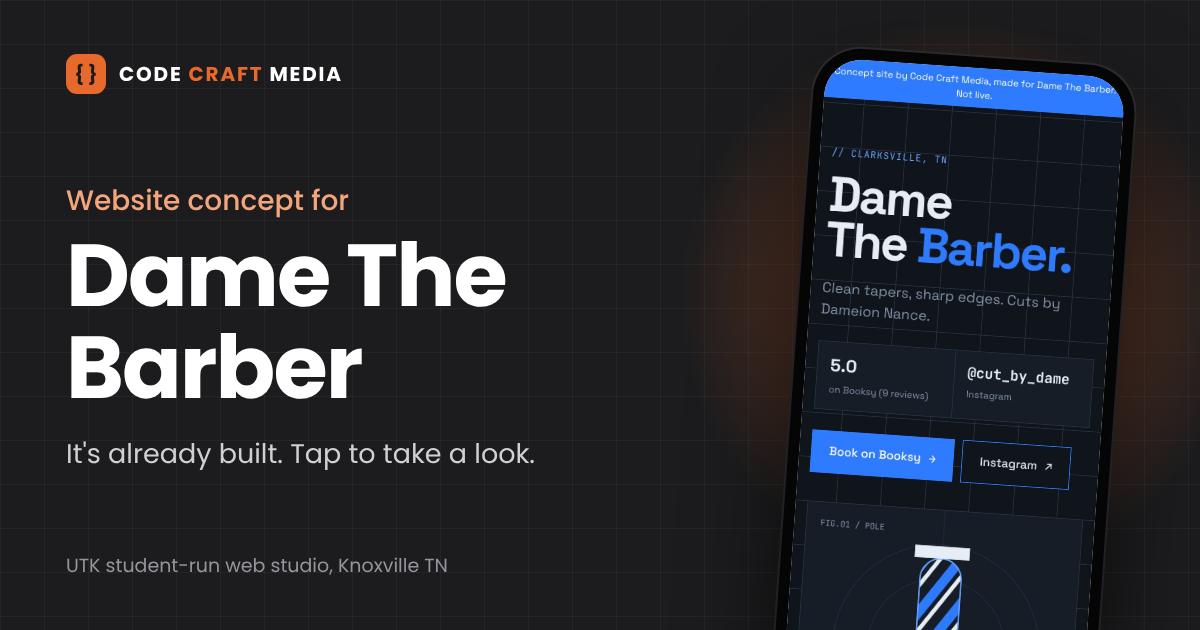 { }
CODE CRAFT MEDIA
Website concept for
Dame The
Barber
It's already built. Tap to take a look.
UTK student-run web studio, Knoxville TN
Concept site by Code Craft Media, made for Dame The Barber.
Not live.
// CLARKSVILLE, TN
Dame
The Barber.
Clean tapers, sharp edges. Cuts by
Dameion Nance.
5.0
on Booksy (9 reviews)
@cut_by_dame
Instagram
Book on Booksy →
Instagram ↗
FIG.01 / POLE